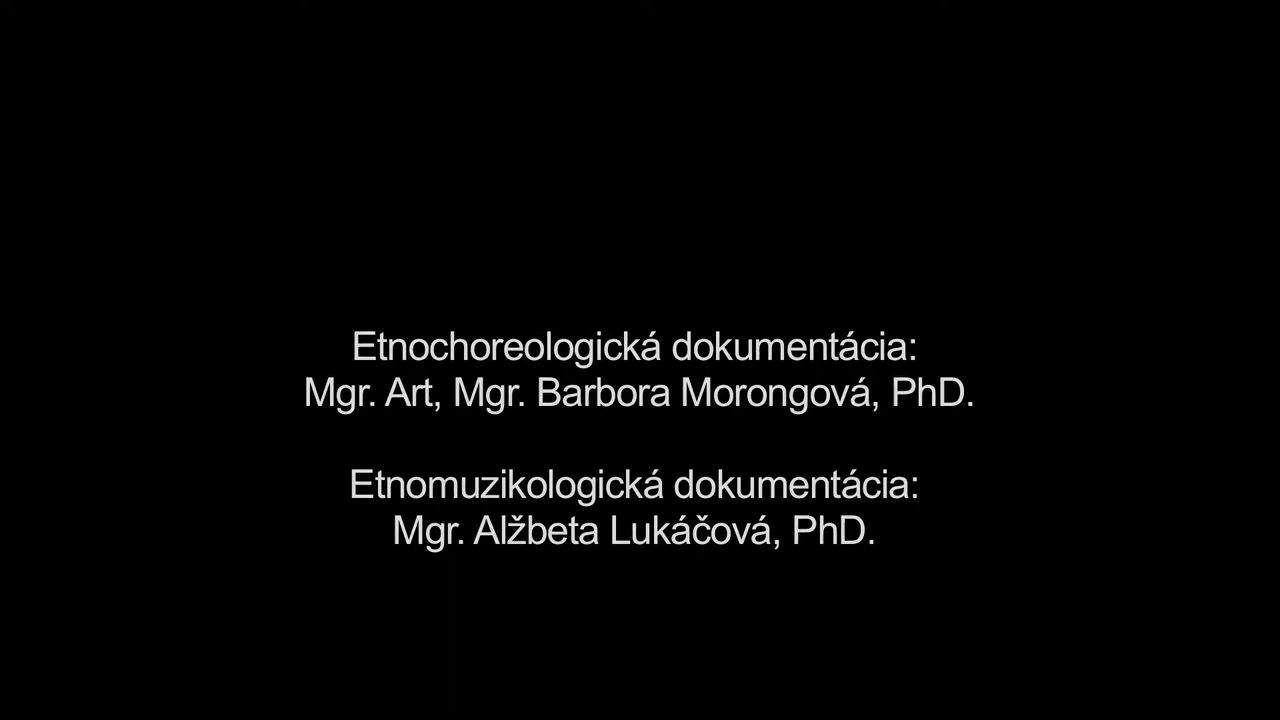 Etnochoreologická dokumentácia:
Mgr. Art, Mgr. Barbora Morongová, PhD.
Etnomuzikologická dokumentácia:
Mgr. Alžbeta Lukáčová, PhD.